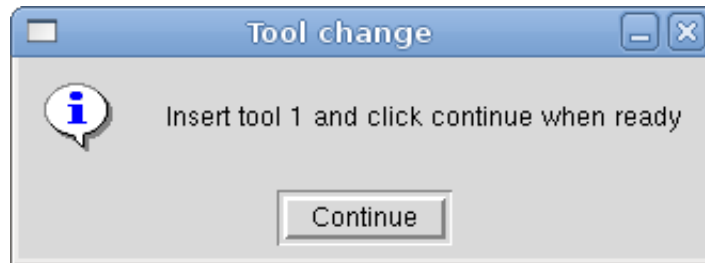 Tool change
Insert tool 1 and click continue when ready
Continue